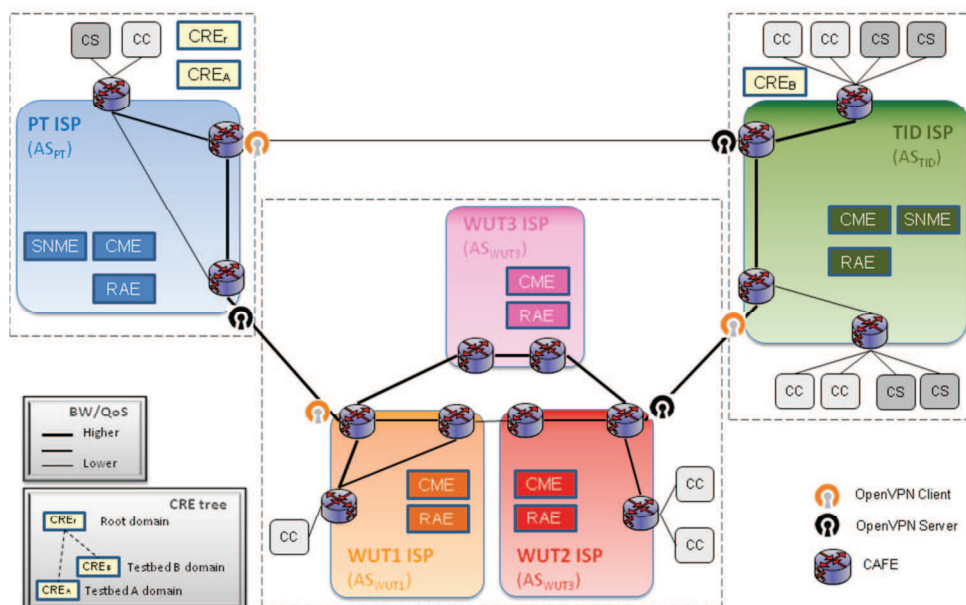 CS
CC
CREr
CREA
PT ISP
(ASPT)
SNME
CME
RAE
CC
CC
CS
CS
CREB
TID ISP
(ASTID)
CME
SNME
RAE
CC
CC
CS
CS
WUT3 ISP
(ASWUT3)
CME
RAE
CME
RAE
CC
WUT1 ISP
(ASWUT1)
CME
RAE
CC
CC
WUT2 ISP
(ASWUT3)
BW/QoS
Higher
Lower
CRE tree
CREr
Root domain
CREB
Testbed B domain
CREA
Testbed A domain
OpenVPN Client
OpenVPN Server
CAFE